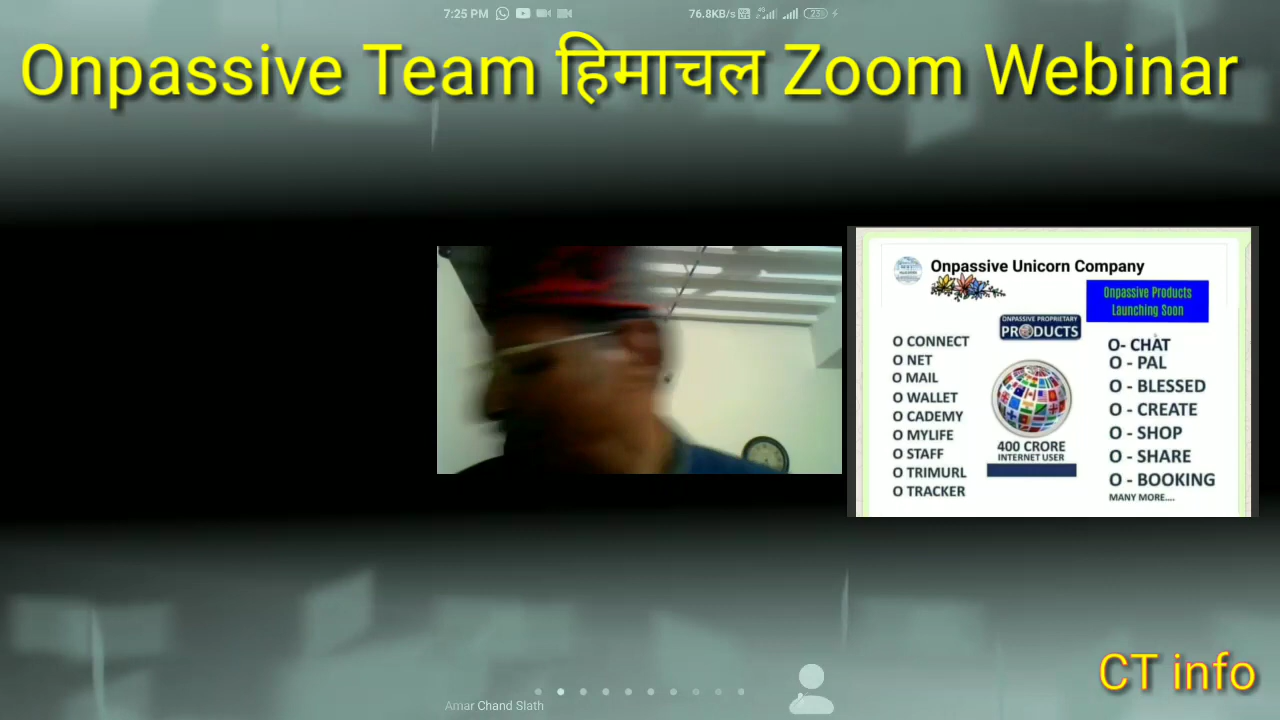 7:25 PM
76.8KB/s
23
Onpassive Team हिमाचल Zoom Webinar
Onpassive Unicorn Company
Onpassive Products
Launching Soon
ONPASSIVE PROPRIETARY
PRODUCTS
O CONNECT
O NET
O MAIL
O WALLET
O CADEMY
O MYLIFE
O STAFF
O TRIMURL
O TRACKER
400 CRORE
INTERNET USER
O- CHAT
O - PAL
O - BLESSED
O - CREATE
O - SHOP
O - SHARE
O - BOOKING
MANY MORE....
CT info
Amar Chand Slath